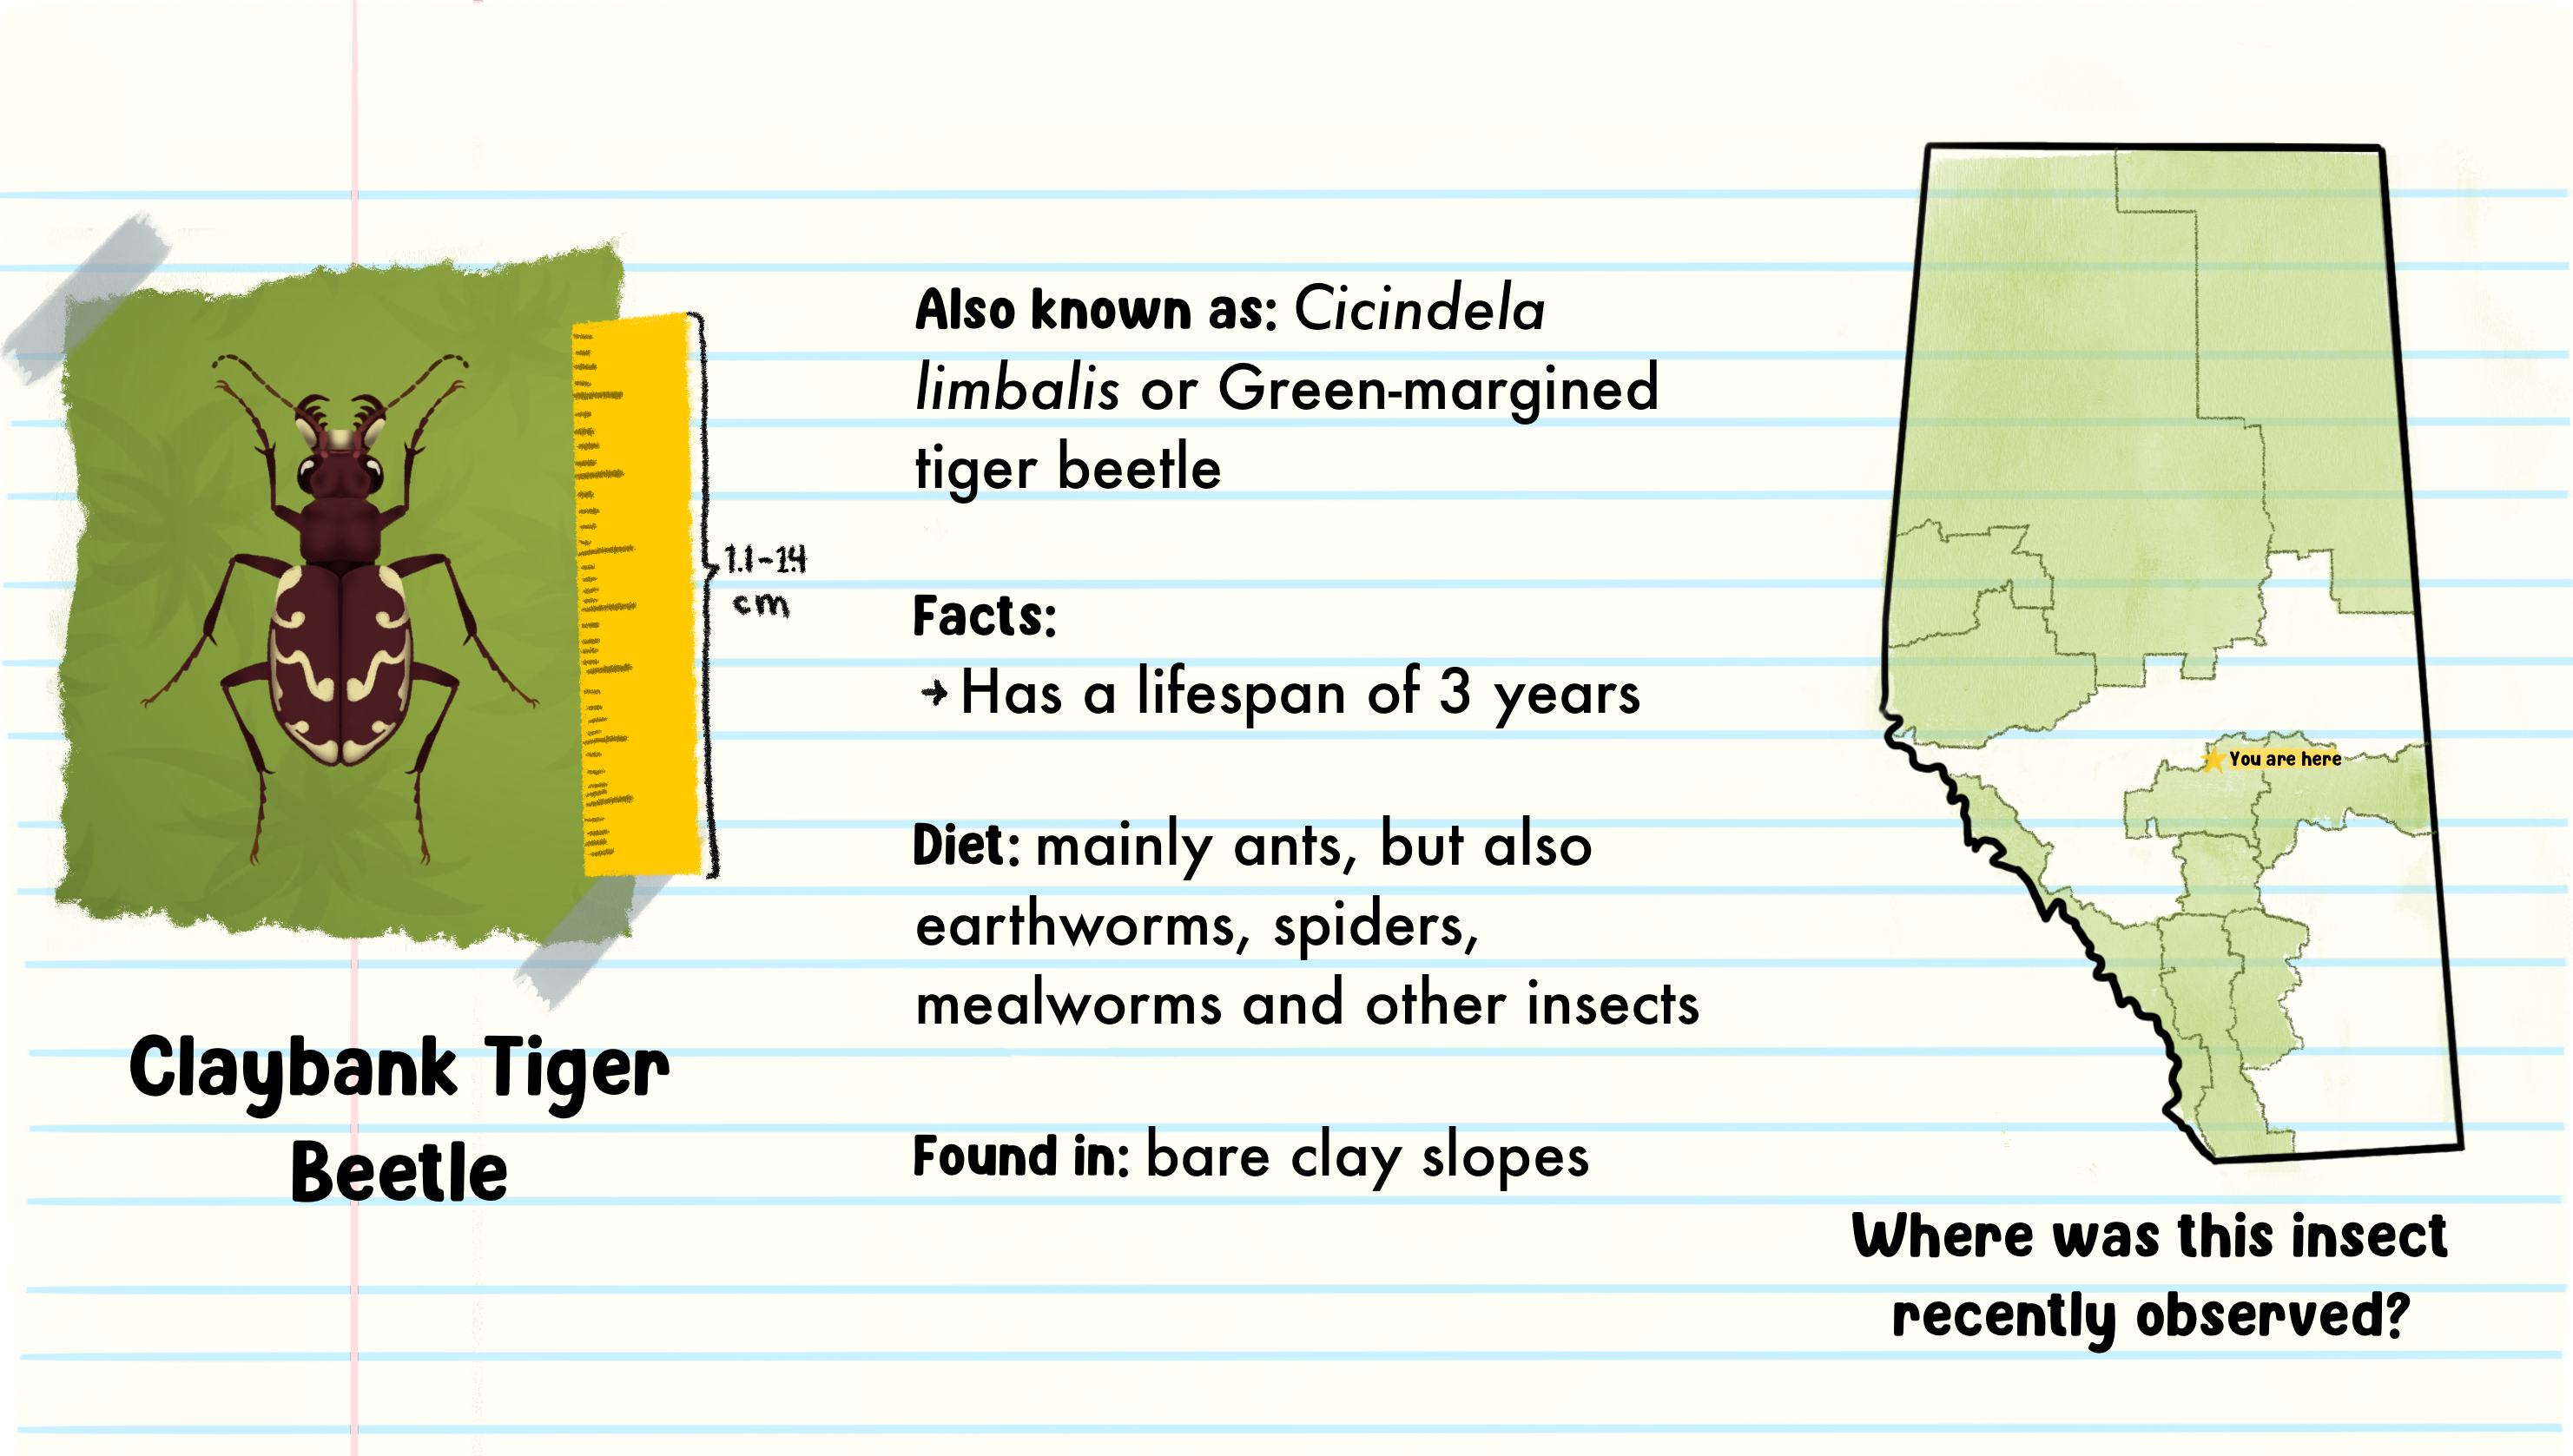 Also known as: Cicindela
limbalis or Green-margined
tiger beetle
Facts:
→ Has a lifespan of 3 years
Diet: mainly ants, but also
earthworms, spiders,
mealworms and other insects
Found in: bare clay slopes
1.1-1.4
cm
Claybank Tiger
Beetle
You are here
Where was this insect
recently observed?